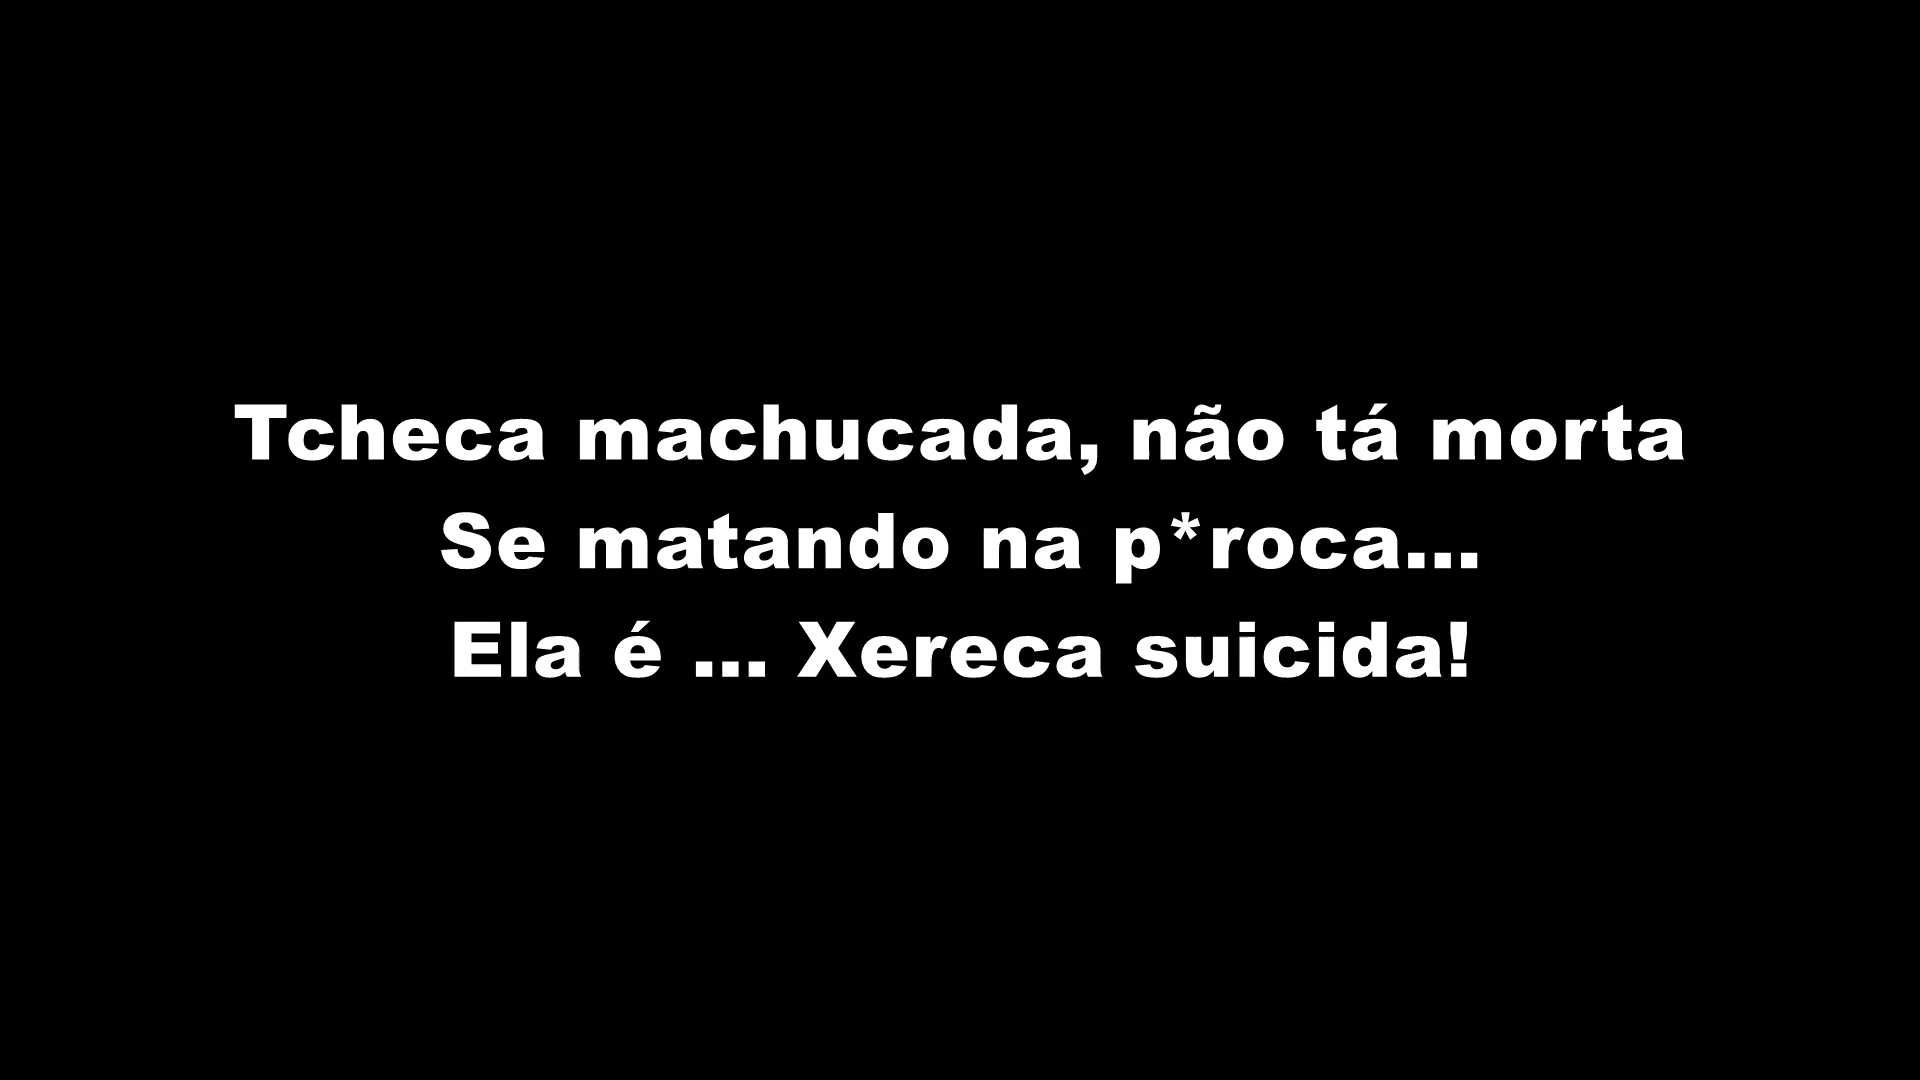 Tcheca machucada, não tá morta
Se matando na p*roca...
Ela é ... Xereca suicida!